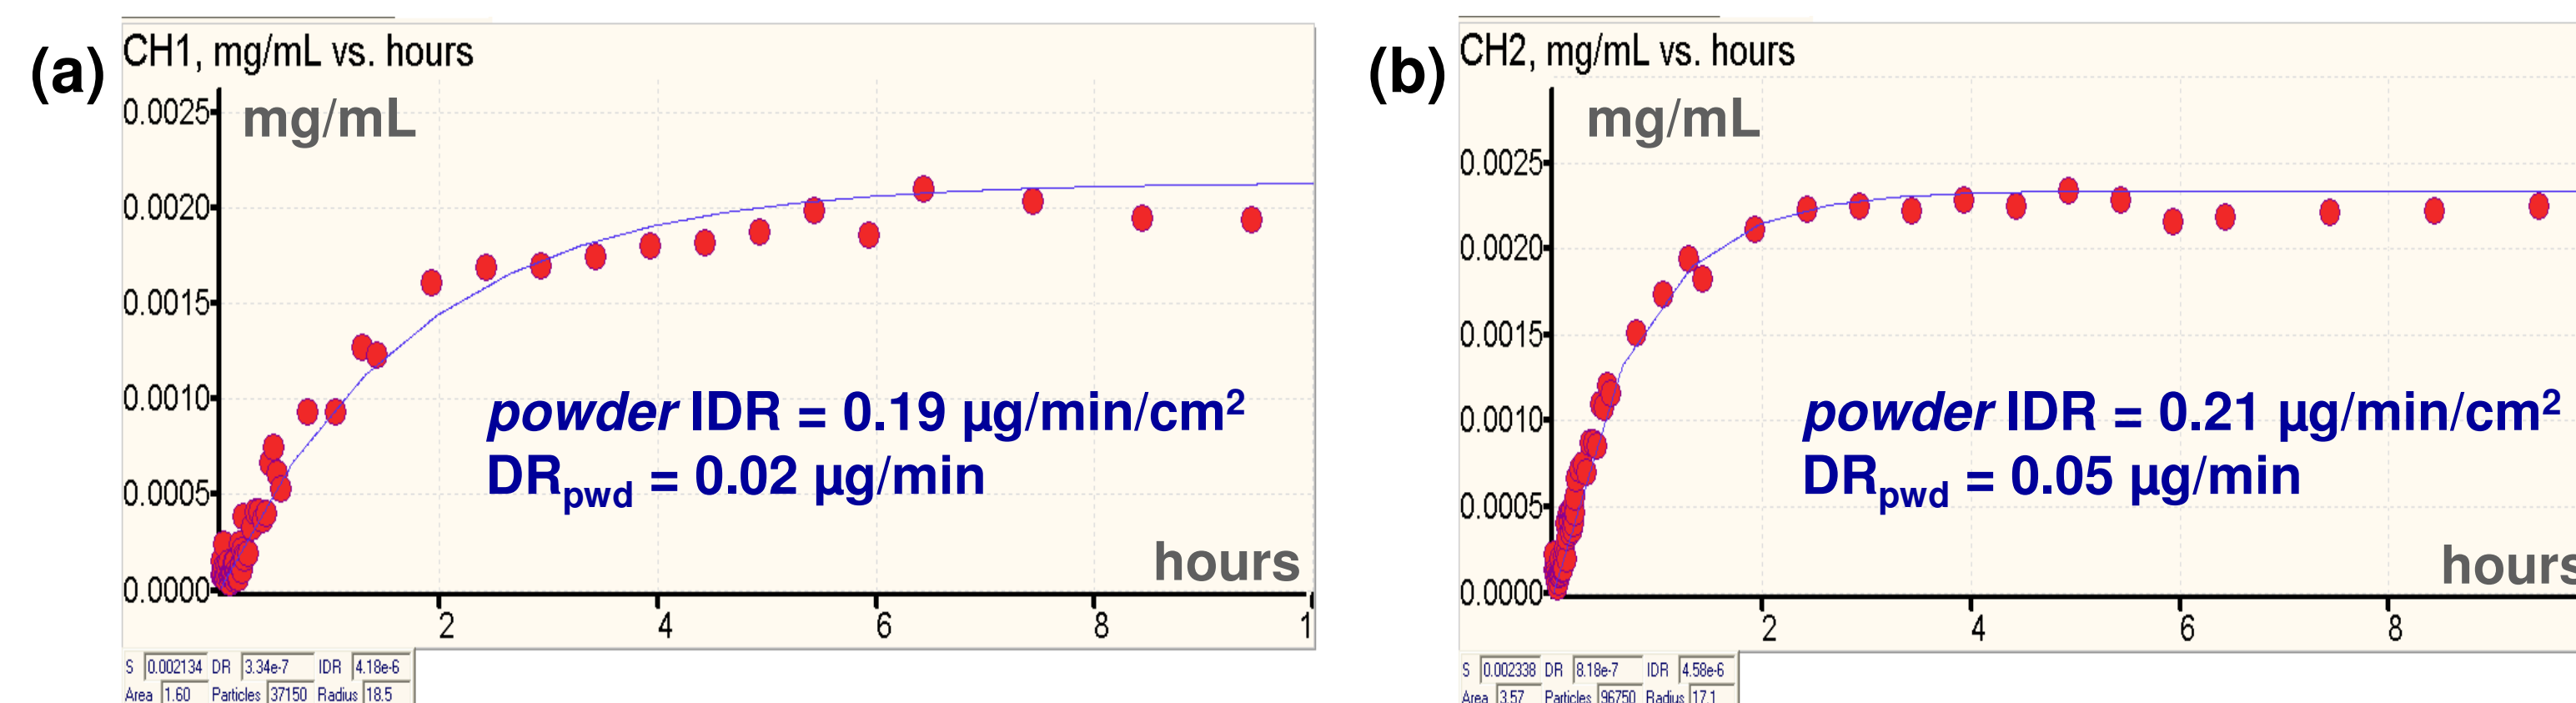 (a)
CH1, mg/mL vs. hours
mg/mL
0.0025
0.0020
0.0015
0.0010
0.0005
0.0000
powder IDR = 0.19 µg/min/cm²
DRpwd = 0.02 µg/min
hours
2 4 6 8 1
S 0.002134 DR 3.34e-7 IDR 4.18e-6
Area 1.60 Particles 37150 Radius 18.5
(b)
CH2, mg/mL vs. hours
mg/mL
0.0025
0.0020
0.0015
0.0010
0.0005
0.0000
powder IDR = 0.21 µg/min/cm²
DRpwd = 0.05 µg/min
hours
2 4 6 8
S 0.002338 DR 8.18e-7 IDR 4.58e-6
Area 3.57 Particles 96750 Radius 17.1